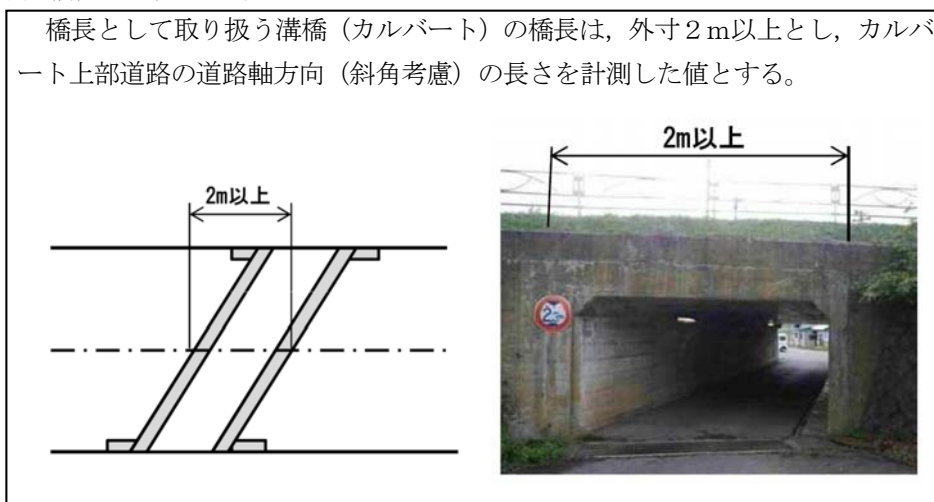 橋長として取り扱う溝橋（カルバート）の橋長は，外寸２ｍ以上とし，カルバ
ート上部道路の道路軸方向（斜角考慮）の長さを計測した値とする。
2m以上
2m以上